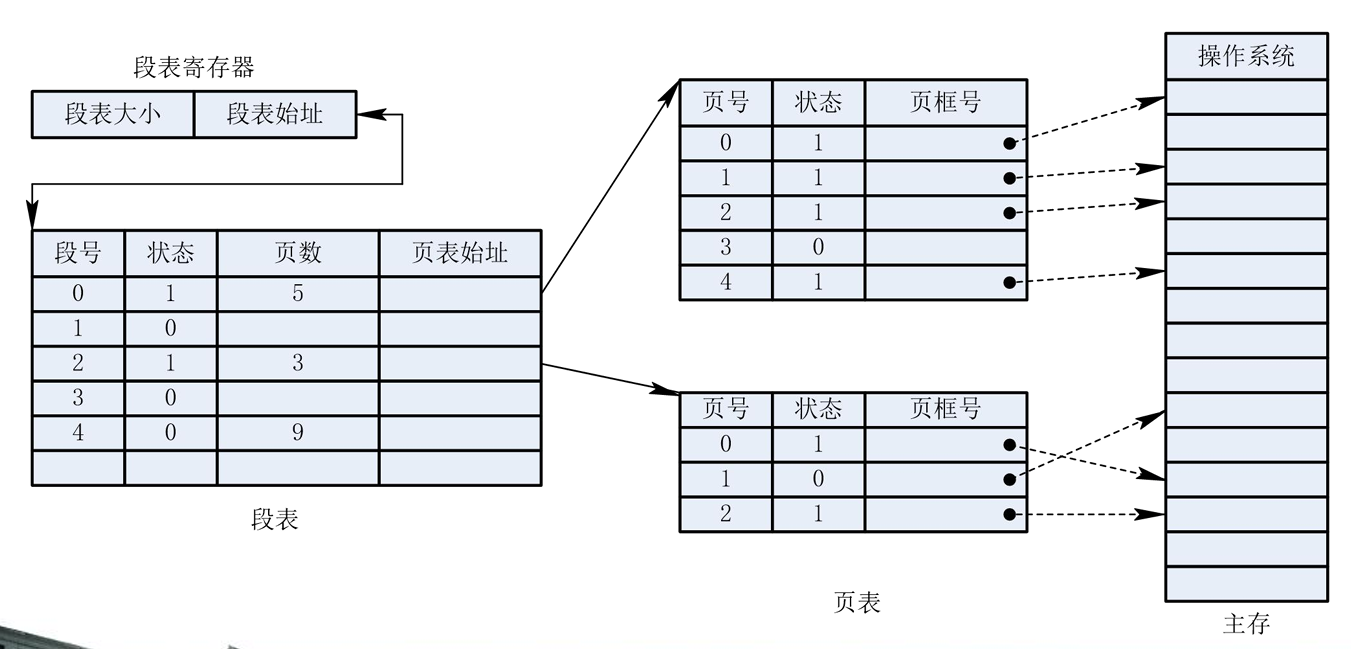 段表寄存器
段表大小 段表始址
段号 状态 页数 页表始址
0 1 5
1 0
2 1 3
3 0
4 0 9
段表
页号 状态 页框号
0 1
1 1
2 1
3 0
4 1
页号 状态 页框号
0 1
1 0
2 1
页表
操作系统
主存